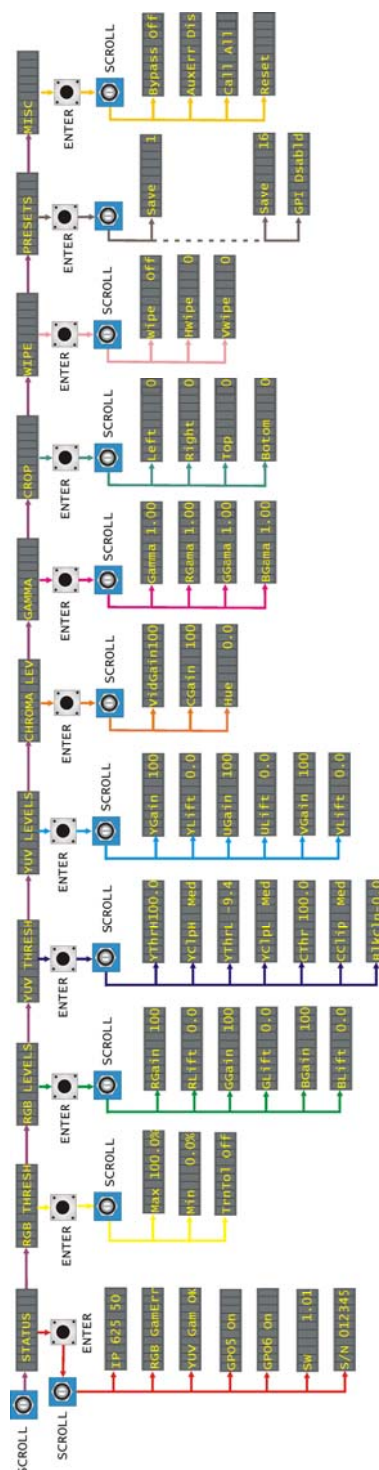 SCROLL
STATUS
ENTER
SCROLL
IP 625 50
RGB GamErr
YUV Gam OK
GPO5 on
GPO6 on
Sw 1.01
S/N 012345
RGB THRESH
ENTER
SCROLL
Max 100.0%
Min 0.0%
TrnTol off
RGB LEVELS
ENTER
SCROLL
RGain 100
RLift 0.0
GGain 100
GLift 0.0
BGain 100
BLift 0.0
YUV THRESH
ENTER
SCROLL
YThrH100.0
YClpH Med
YThrL -9.4
YClpL Med
CThr 100.0
CClip Med
BlkCln-0.0
YUV LEVELS
ENTER
SCROLL
YGain 100
YLift 0.0
UGain 100
ULift 0.0
VGain 100
VLift 0.0
CHROMA LEV
ENTER
SCROLL
VidGain100
CGain 100
Hue 0.0
GAMMA
ENTER
SCROLL
Gamma 1.00
RGama 1.00
GGama 1.00
BGama 1.00
CROP
ENTER
SCROLL
Left 0
Right 0
Top 0
Botom 0
WIPE
ENTER
SCROLL
Wipe Off
HWipe 0
VWipe 0
PRESETS
ENTER
SCROLL
Save 1
Save 16
GPI Dsabld
MISC
ENTER
SCROLL
Bypass Off
AuxErr Dis
Call All
Reset